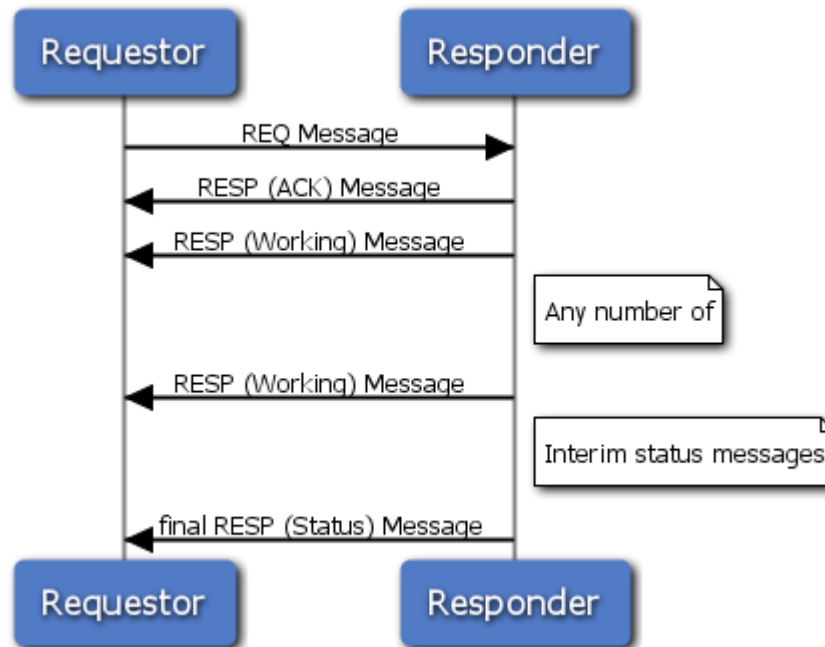 Requestor
Responder
REQ Message
RESP (ACK) Message
RESP (Working) Message
Any number of
RESP (Working) Message
Interim status messages
final RESP (Status) Message
Requestor
Responder